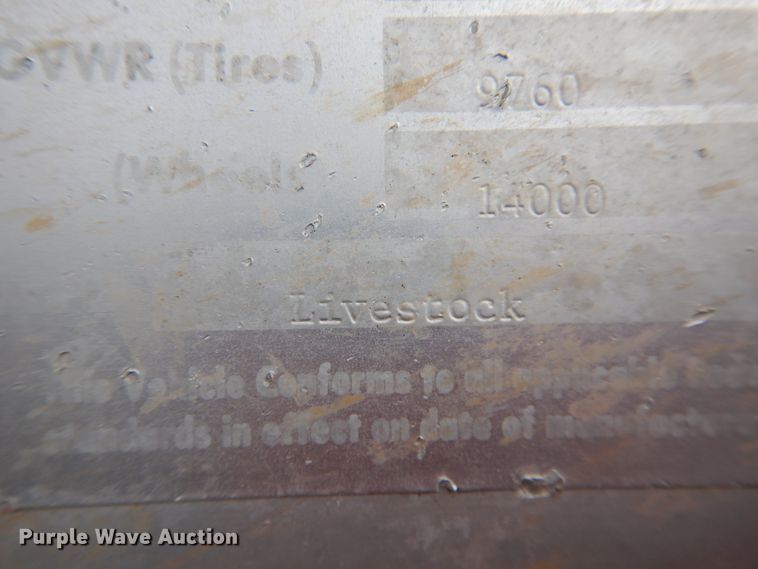 GVWR (Tires) 9760
(Wheels 14000
Livestock
Vehicle Conforms to all applicable
standards in effect on date of manufacture
Purple Wave Auction®